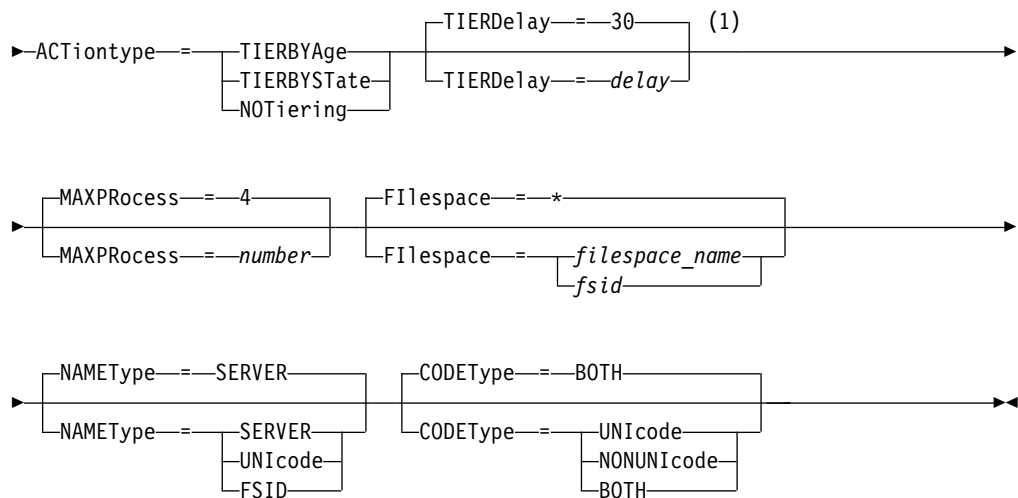 TIERDelay = 30 (1)
ACTiontype = TIERBYAge
TIERDelay = delay
TIERBYSTate
NOTiering
MAXPRocess = 4
FIlespace = *
MAXPRocess = number
FIlespace = filespace_name
fsid
NAMEType = SERVER
CODEType = BOTH
NAMEType = SERVER
CODEType = UNIcode
UNIcode
NONUNIcode
FSID
BOTH